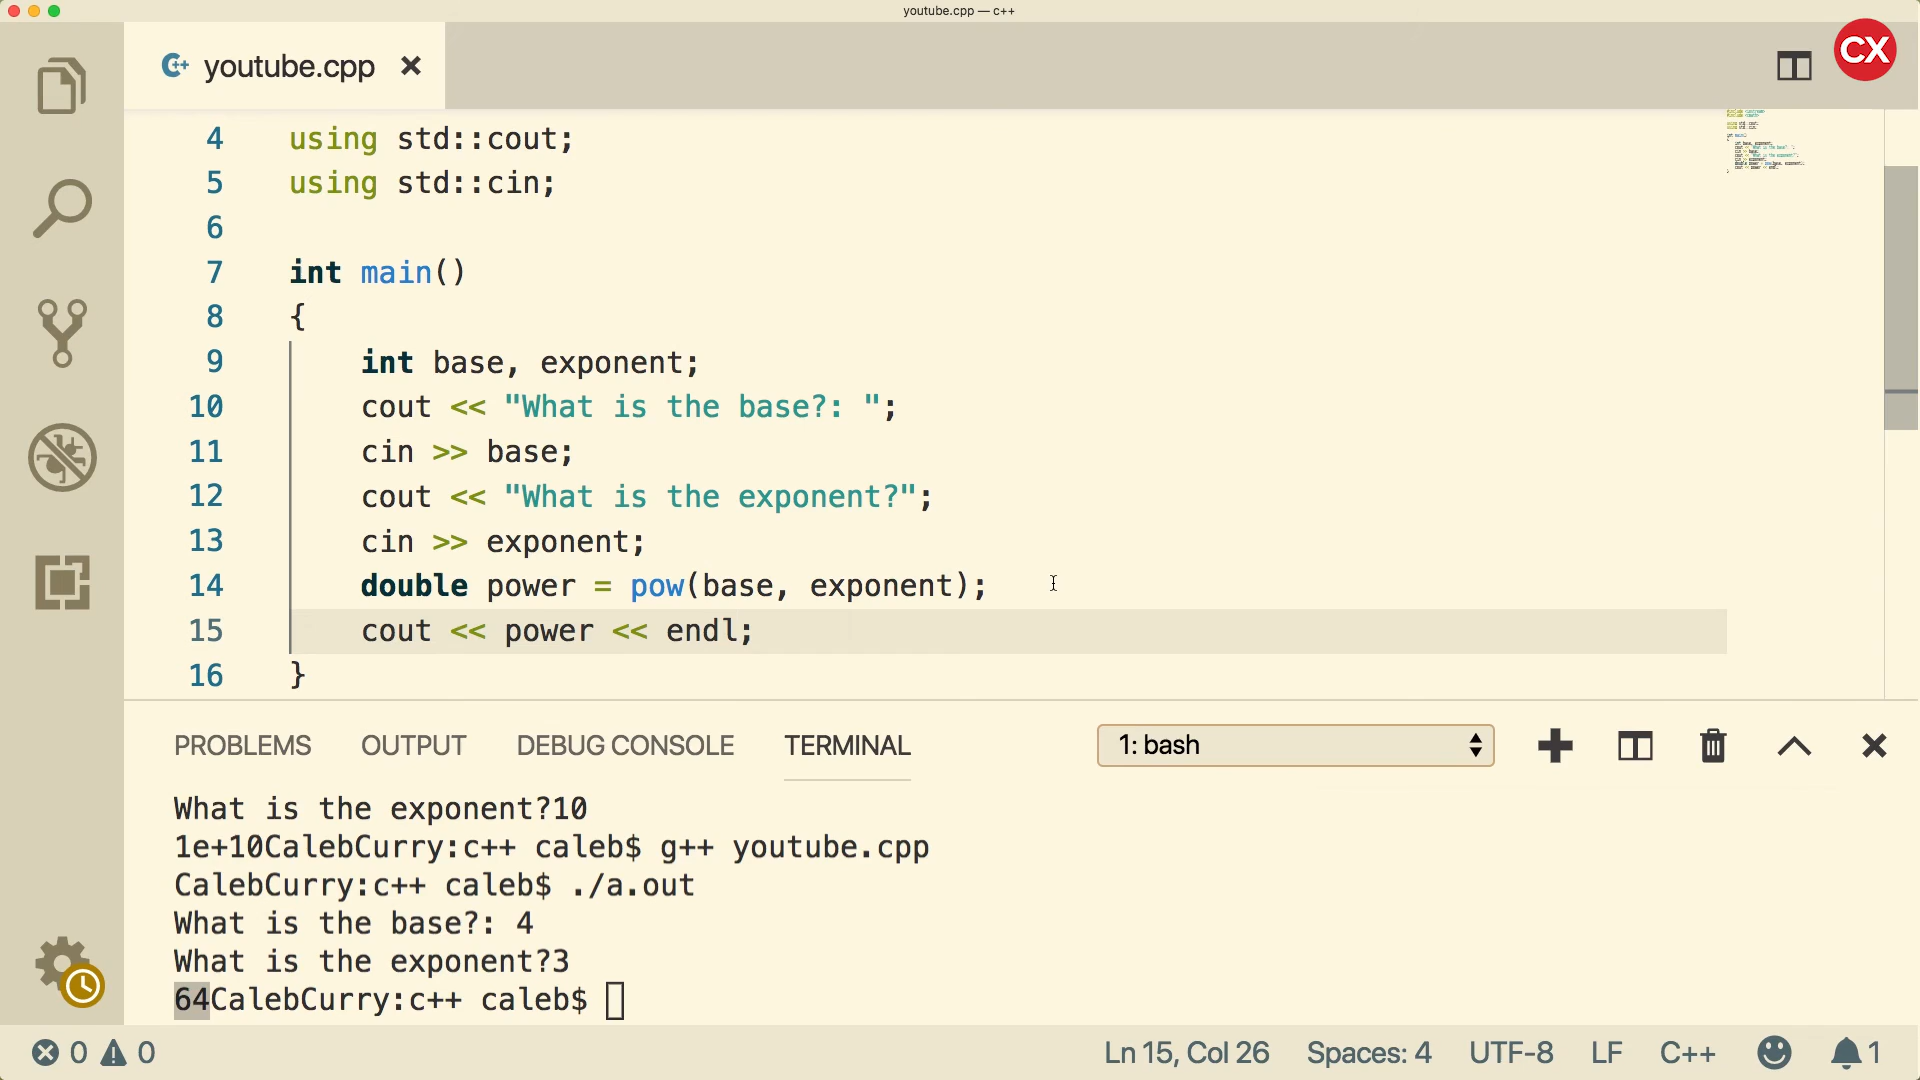 youtube.cpp — c++
youtube.cpp
CX
4 using std::cout;
5 using std::cin;
6
7 int main()
8 {
9 int base, exponent;
10 cout << "What is the base?: ";
11 cin >> base;
12 cout << "What is the exponent?";
13 cin >> exponent;
14 double power = pow(base, exponent);
15 cout << power << endl;
16 }
PROBLEMS OUTPUT DEBUG CONSOLE TERMINAL 1: bash
What is the exponent?10
1e+10CalebCurry:c++ caleb$ g++ youtube.cpp
CalebCurry:c++ caleb$ ./a.out
What is the base?: 4
What is the exponent?3
64CalebCurry:c++ caleb$
0 0 Ln 15, Col 26 Spaces: 4 UTF-8 LF C++ 1